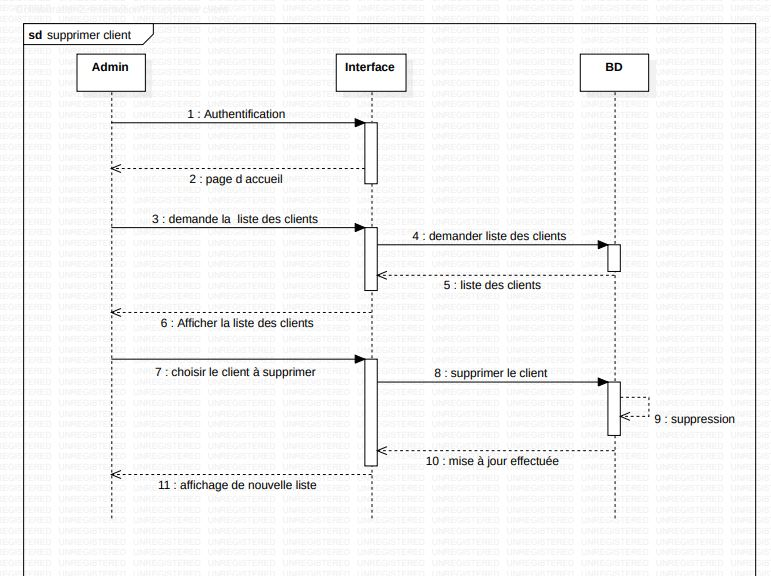 sd supprimer client
Admin
Interface
BD
1 : Authentification
2 : page d accueil
3 : demande la liste des clients
4 : demander liste des clients
5 : liste des clients
6 : Afficher la liste des clients
7 : choisir le client à supprimer
8 : supprimer le client
9 : suppression
10 : mise à jour effectuée
11 : affichage de nouvelle liste